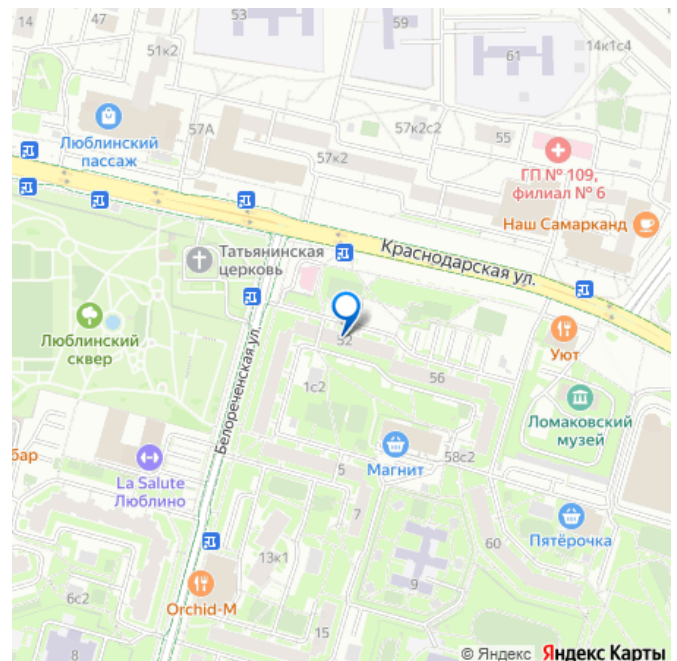 14
47
53
59
51к2
61
14к1с4
Люблинский
пассаж
57А
57к2с2
55
57к2
ГП № 109,
филиал № 6
Наш Самарканд
Татьянинская
церковь
Краснодарская ул.
Люблинский
сквер
Белореченская ул.
52
Уют
1с2
56
Ломаковский
музей
бар
La Salute
Люблино
5
Магнит
58с2
7
Пятёрочка
60
13к1
9
6с2
Orchid-M
15
8
© Яндекс Яндекс Карты